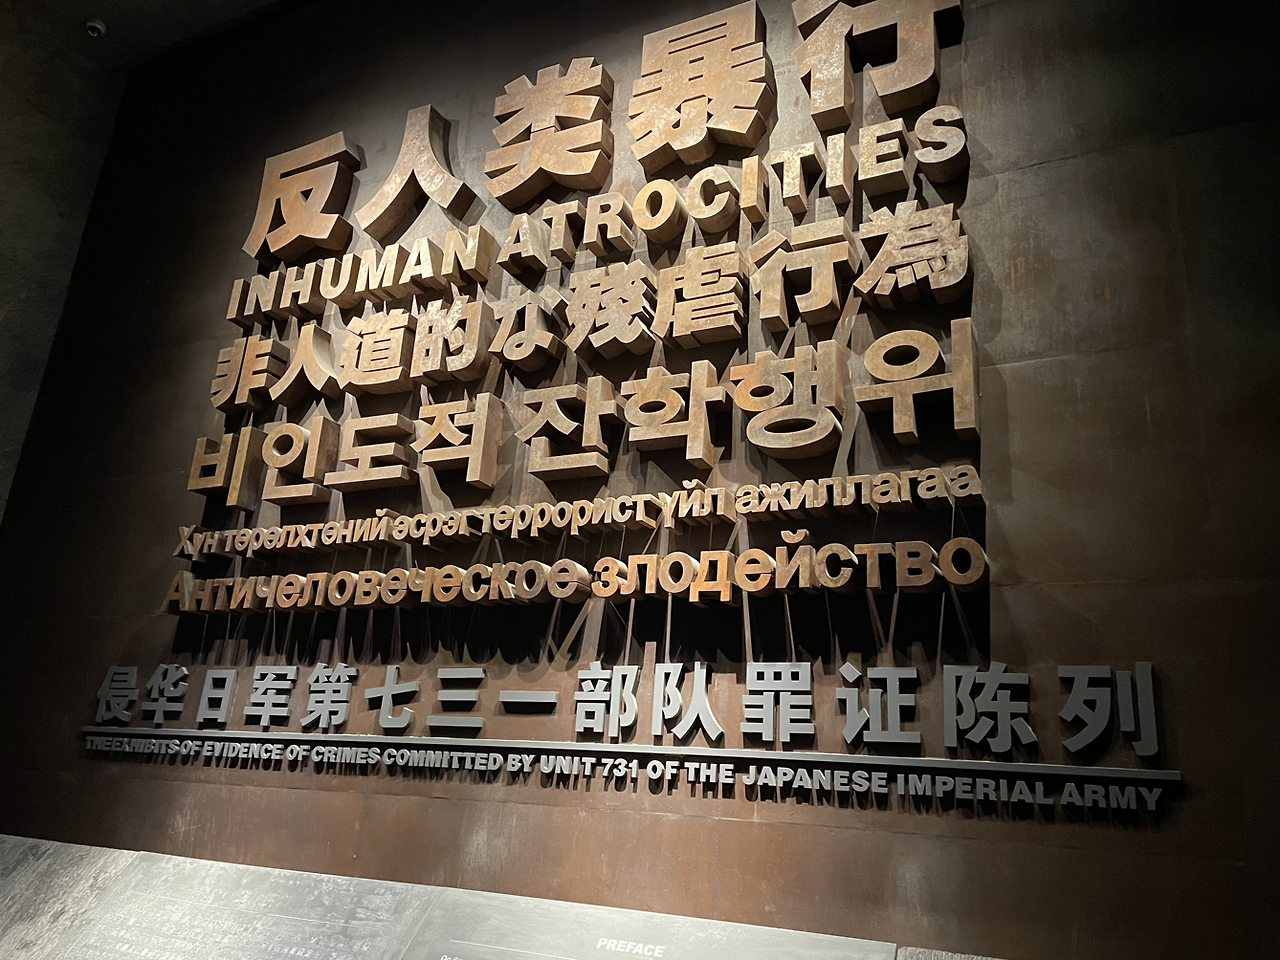 反人类暴行
INHUMAN ATROCITIES
非人道的な殘虐行為
비인도적 잔학행위
Хүн төрөлхтөний эсрэг террорист үйл ажиллагаа
Античеловеческое злодейство
侵华日军第七三一部队罪证陈列
THE EXHIBITS OF EVIDENCE OF CRIMES COMMITTED BY UNIT 731 OF THE JAPANESE IMPERIAL ARMY
PREFACE